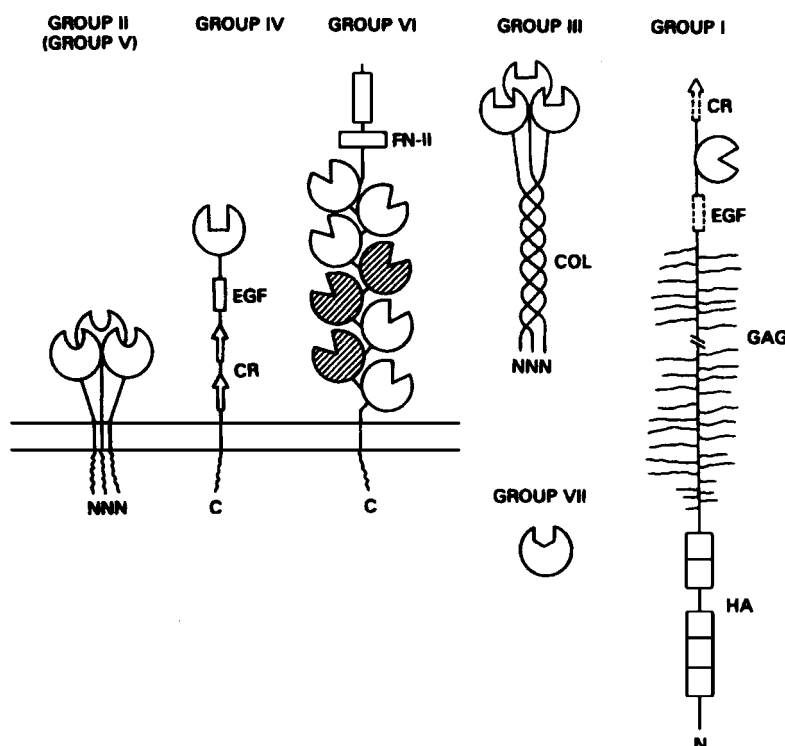 GROUP II
(GROUP V)
GROUP IV
GROUP VI
GROUP III
GROUP I
CR
FN-II
EGF
EGF
COL
CR
GAG
NNN
NNN
C
C
GROUP VII
HA
N